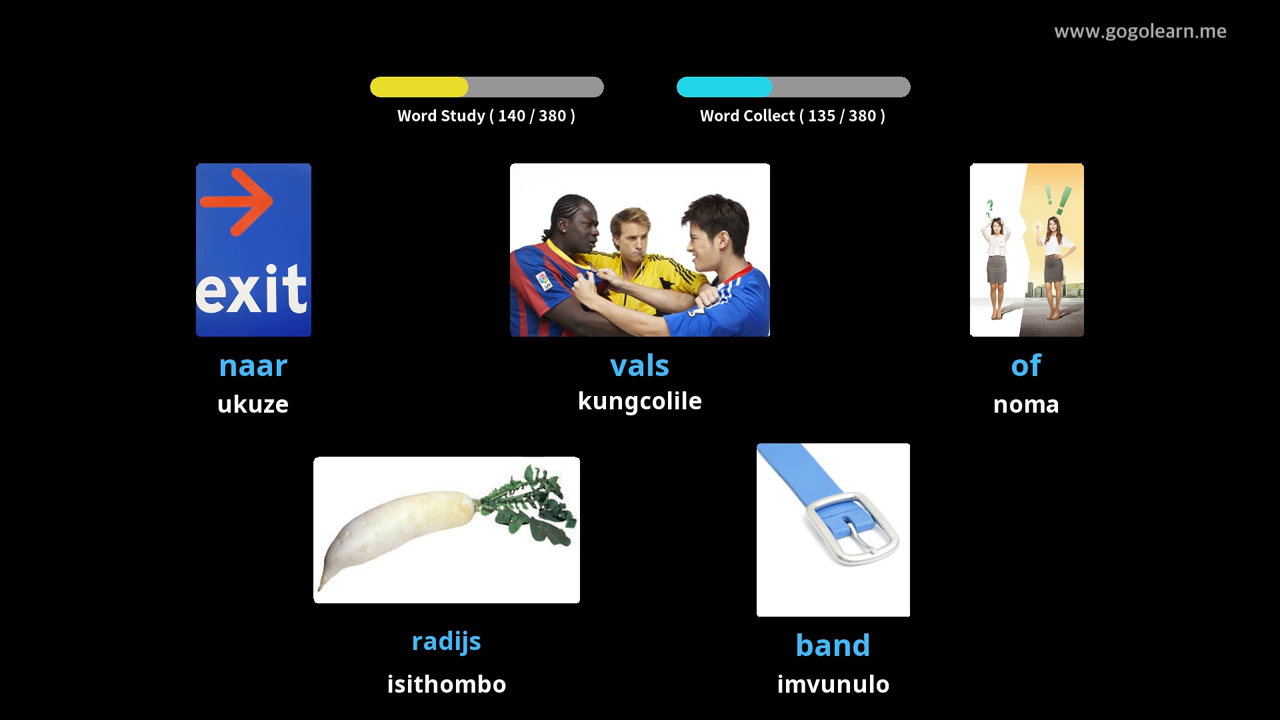 www.gogolearn.me
Word Study ( 140 / 380 )
Word Collect ( 135 / 380 )
exit
naar
ukuze
vals
kungcolile
of
noma
radijs
isithombo
band
imvunulo